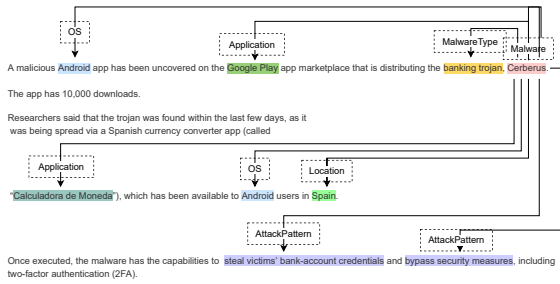 OS
Application
MalwareType
Malware
A malicious Android app has been uncovered on the Google Play app marketplace that is distributing the banking trojan, Cerberus.
The app has 10,000 downloads.
Researchers said that the trojan was found within the last few days, as it
was being spread via a Spanish currency converter app (called
Application
OS
Location
“Calculadora de Moneda”), which has been available to Android users in Spain.
AttackPattern
AttackPattern
Once executed, the malware has the capabilities to steal victims’ bank-account credentials and bypass security measures, including
two-factor authentication (2FA).